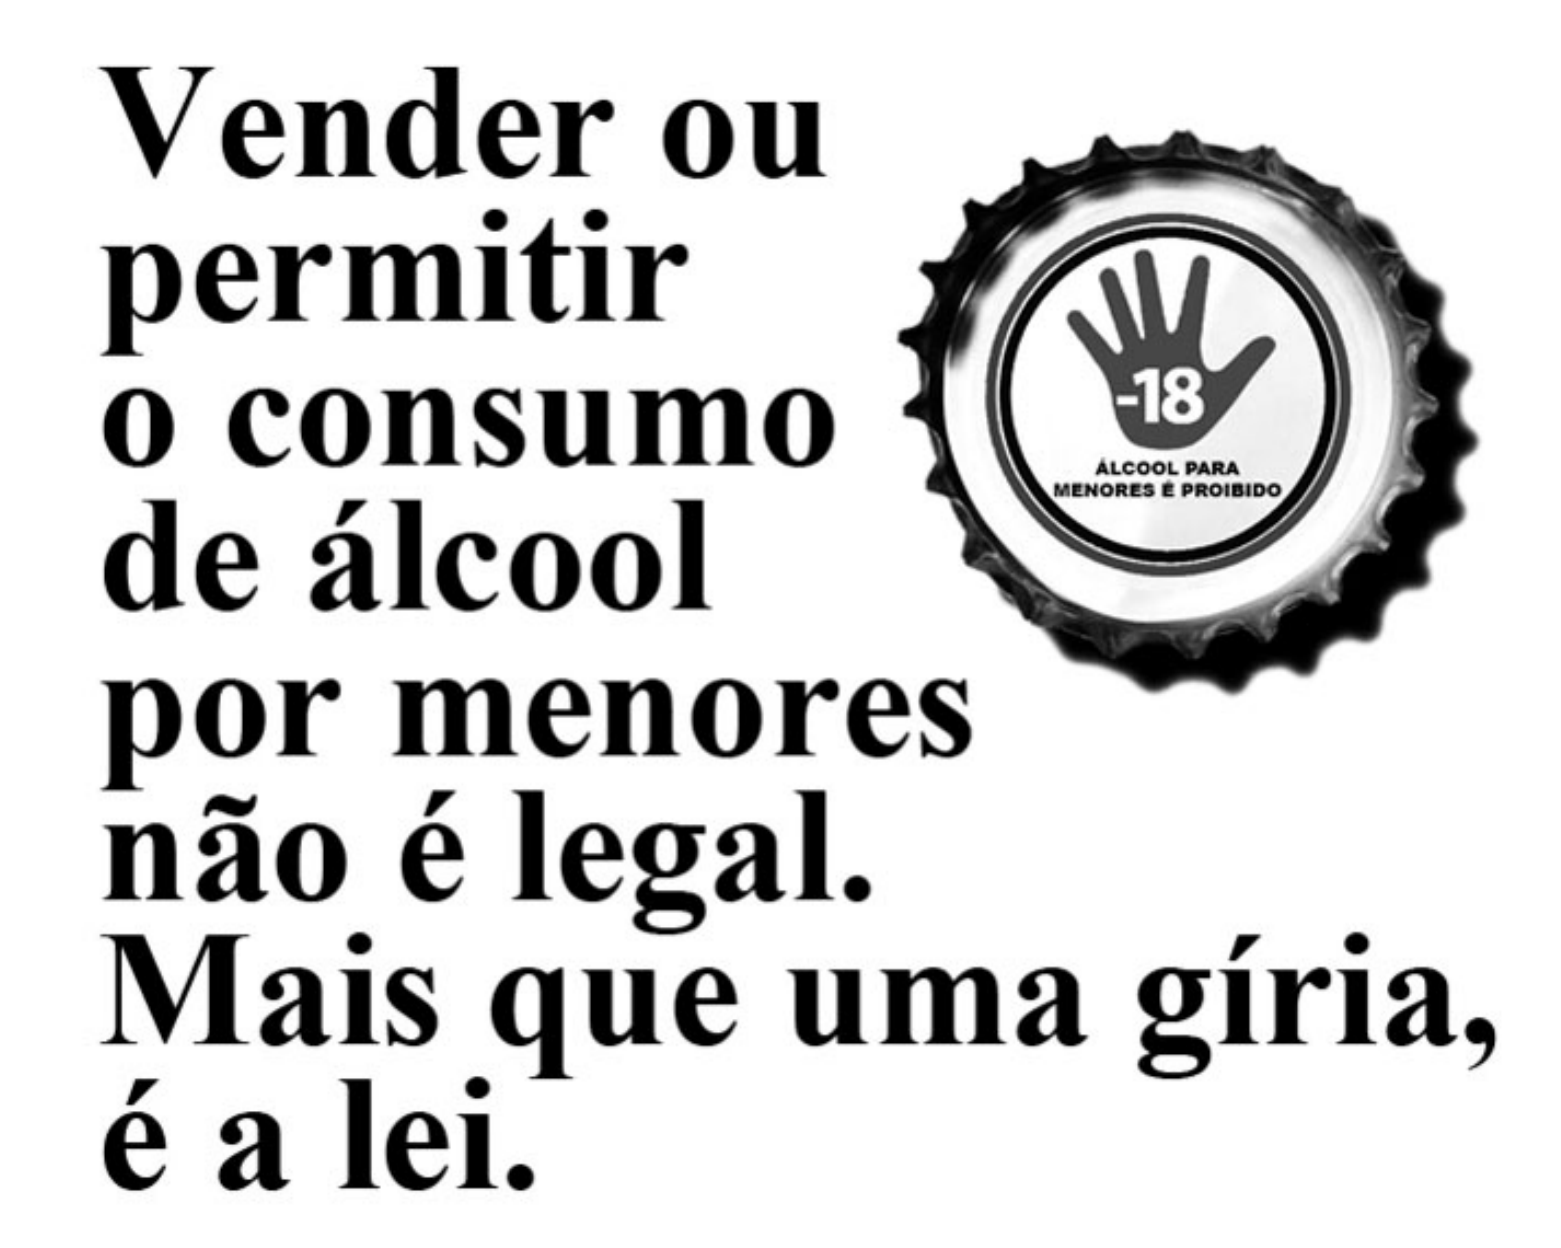 Vender ou
permitir
o consumo
de álcool
por menores
não é legal.
Mais que uma gíria,
é a lei.
-18
ÁLCOOL PARA
MENORES É PROIBIDO